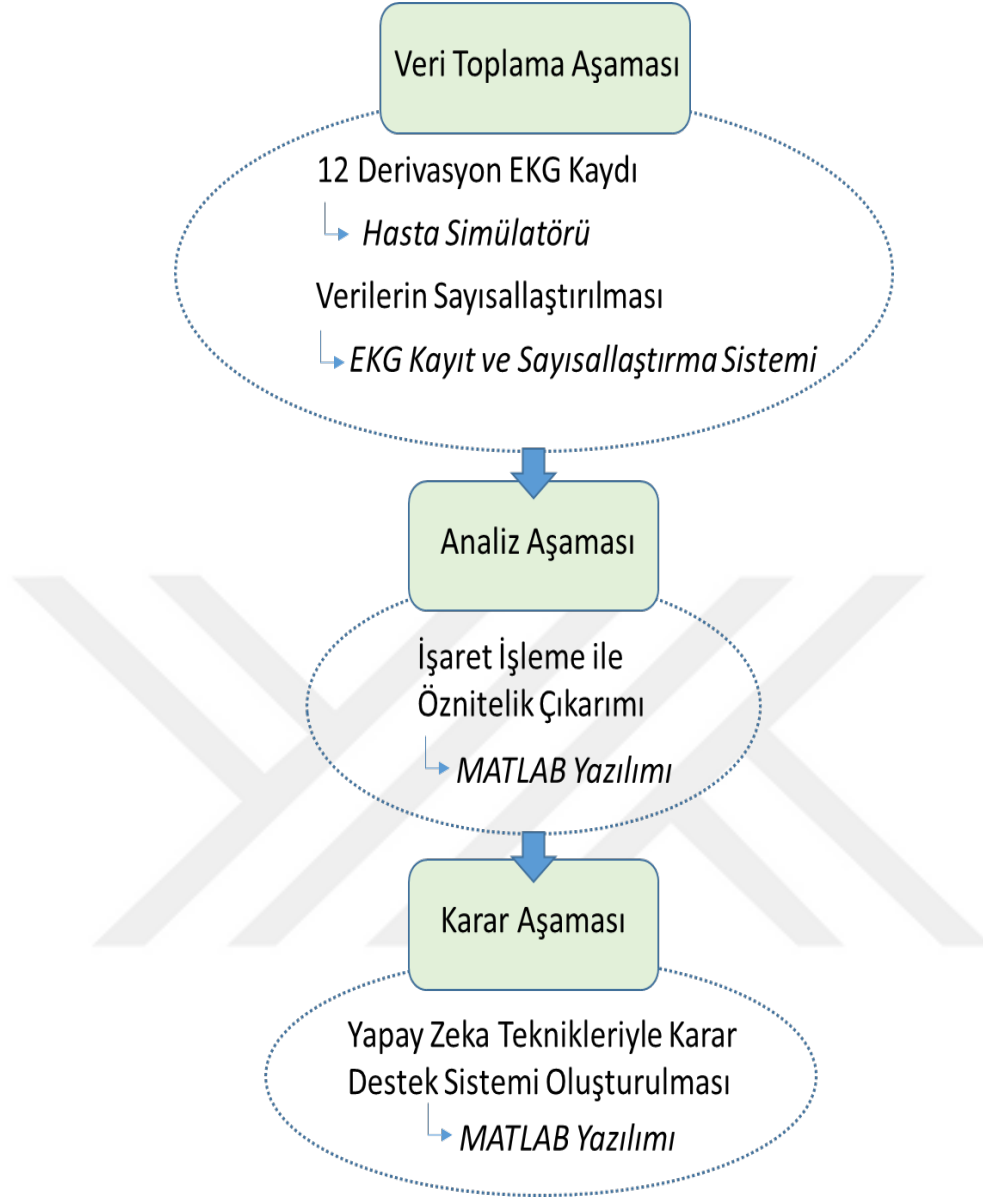 Veri Toplama Aşaması
12 Derivasyon EKG Kaydı
Hasta Simülatörü
Verilerin Sayısallaştırılması
EKG Kayıt ve Sayısallaştırma Sistemi
Analiz Aşaması
İşaret İşleme ile
Öznitelik Çıkarımı
MATLAB Yazılımı
Karar Aşaması
Yapay Zeka Teknikleriyle Karar
Destek Sistemi Oluşturulması
MATLAB Yazılımı